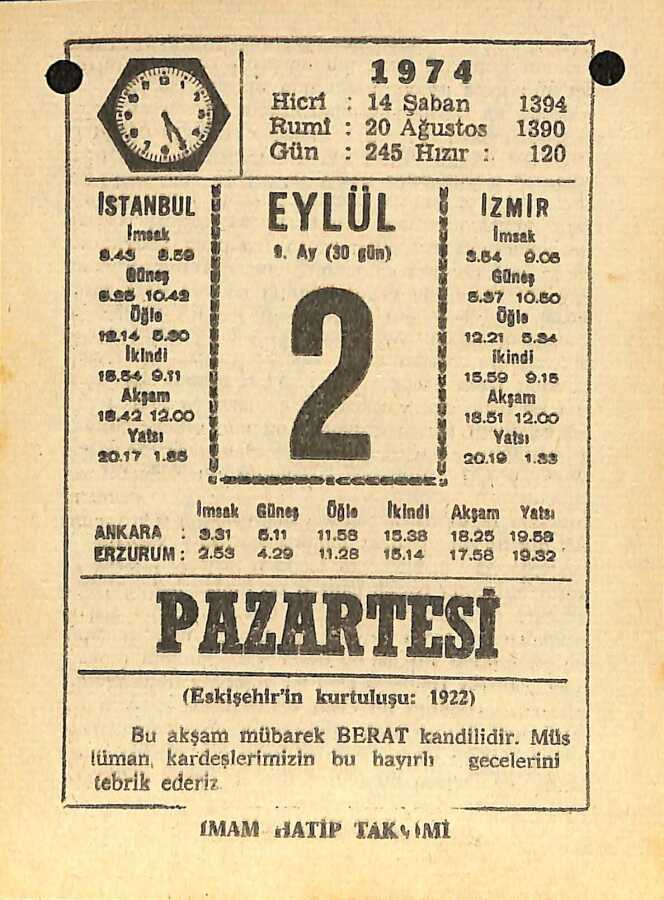 1974
Hicrî : 14 Şaban 1394
Rumî : 20 Ağustos 1390
Gün : 245 Hızır : 120
İSTANBUL
İmsak
3.43 8.59
Güneş
5.25 10.42
Öğle
12.14 5.30
İkindi
15.54 9.11
Akşam
18.42 12.00
Yatsı
20.17 1.35
EYLÜL
9. Ay (30 gün)
2
İZMİR
İmsak
3.54 9.05
Güneş
5.37 10.50
Öğle
12.21 5.34
İkindi
15.59 9.15
Akşam
18.51 12.00
Yatsı
20.19 1.33
İmsak Güneş Öğle İkindi Akşam Yatsı
ANKARA : 3.31 5.11 11.58 15.38 18.25 19.58
ERZURUM : 2.53 4.29 11.28 15.14 17.56 19.32
PAZARTESİ
(Eskişehir'in kurtuluşu: 1922)
Bu akşam mübarek BERAT kandilidir. Müs
lüman, kardeşlerimizin bu hayırlı gecelerini
tebrik ederiz
İMAM HATİP TAKVİMİ